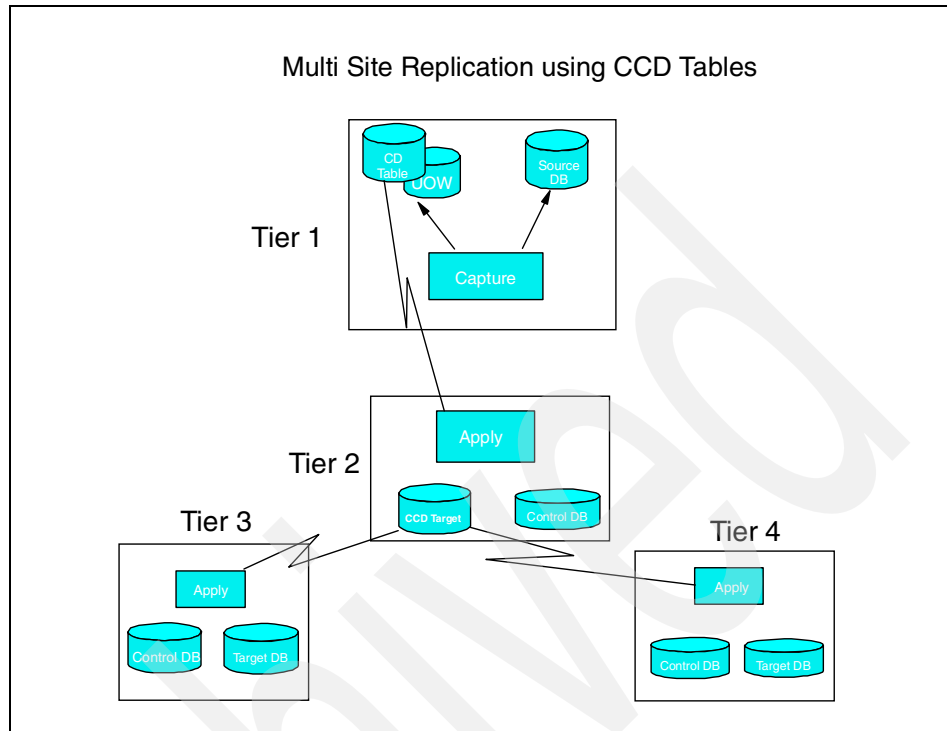 Multi Site Replication using CCD Tables
CD
Table
UOW
Source
DB
Tier 1
Capture
Apply
Tier 2
CCD Target
Control DB
Tier 3
Tier 4
Apply
Apply
Control DB
Target DB
Control DB
Target DB
hived